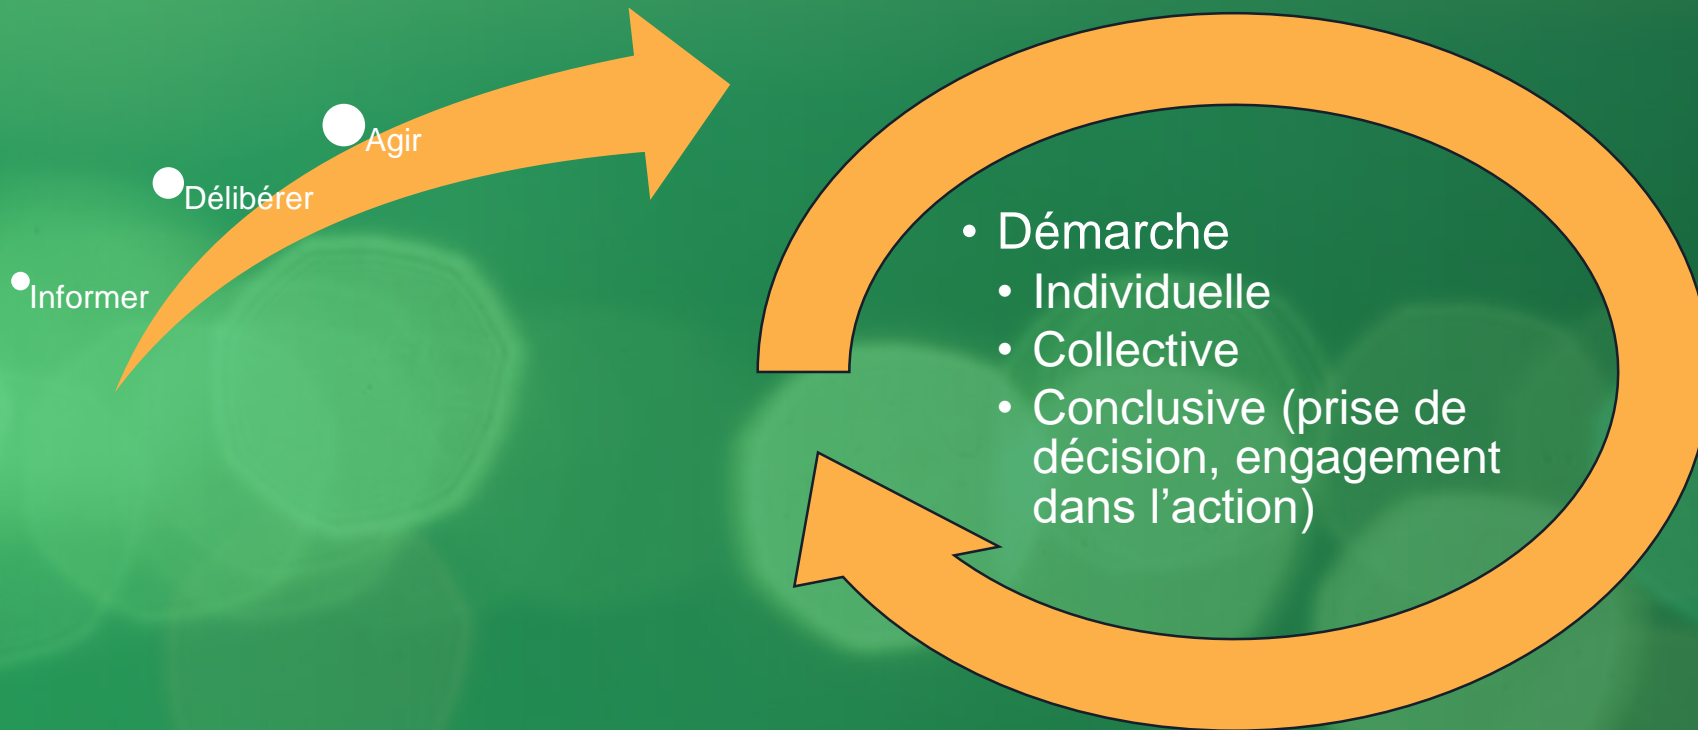 Agir
Délibérer
Informer
• Démarche
• Individuelle
• Collective
• Conclusive (prise de
décision, engagement
dans l’action)